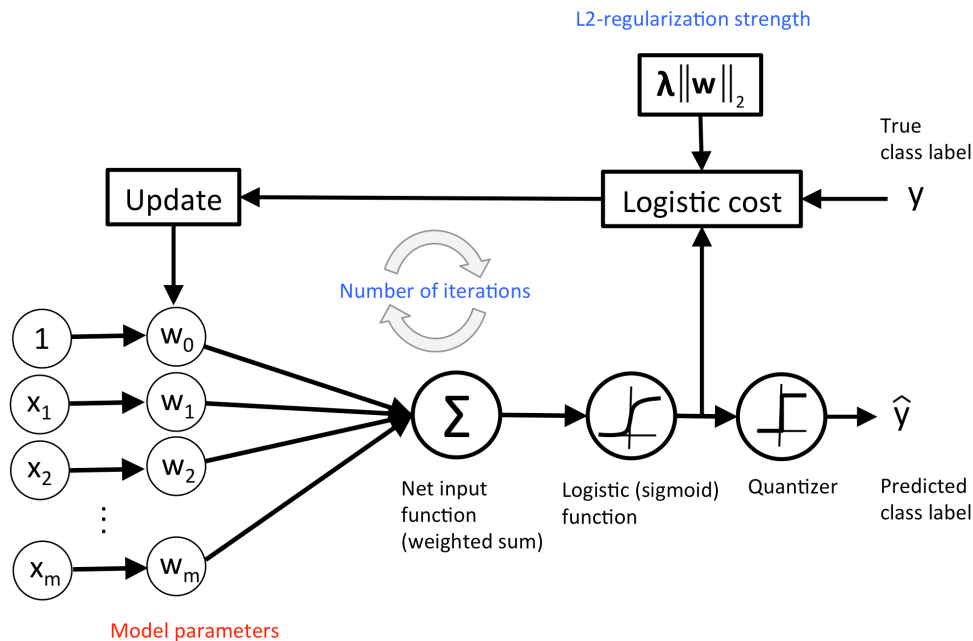 L2-regularization strength
λ||w||₂
True
class label
Update
Logistic cost
y
Number of iterations
1
w₀
x₁
w₁
x₂
w₂
⋮
xₘ
wₘ
Σ
ŷ
Net input
function
(weighted sum)
Logistic (sigmoid)
function
Quantizer
Predicted
class label
Model parameters